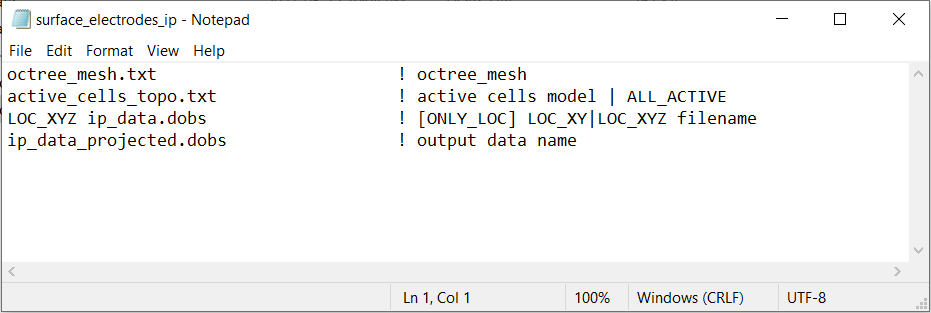 surface_electrodes_ip - Notepad
File Edit Format View Help
octree_mesh.txt ! octree_mesh
active_cells_topo.txt ! active cells model | ALL_ACTIVE
LOC_XYZ ip_data.dobs ! [ONLY_LOC] LOC_XY|LOC_XYZ filename
ip_data_projected.dobs ! output data name
Ln 1, Col 1 100% Windows (CRLF) UTF-8